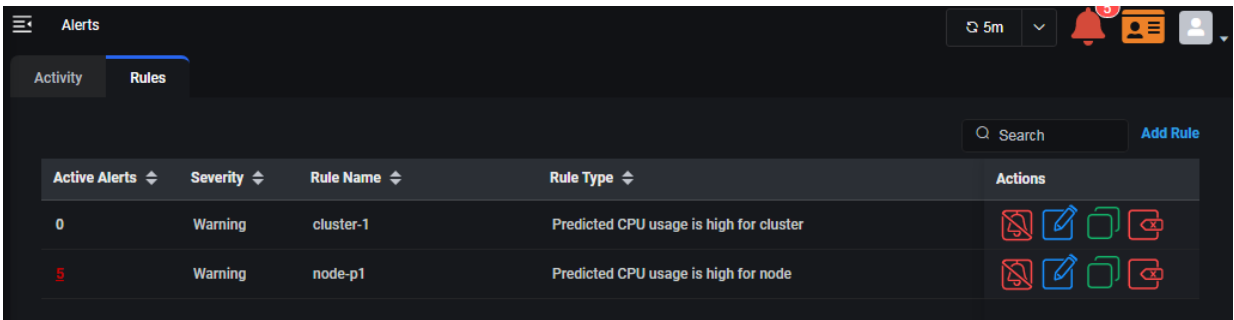 Alerts
5m
5
Activity Rules
Search Add Rule
Active Alerts Severity Rule Name Rule Type Actions
0 Warning cluster-1 Predicted CPU usage is high for cluster
5 Warning node-p1 Predicted CPU usage is high for node